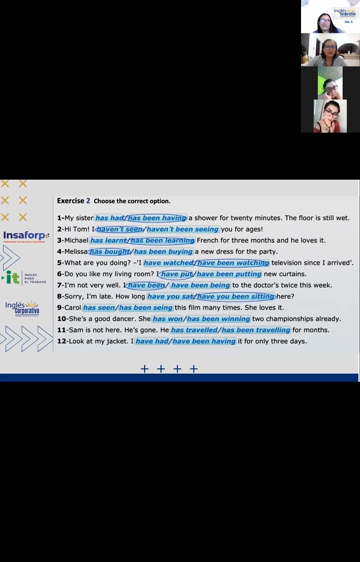 Inglés
Corporativo
Exercise 2 Choose the correct option.
1-My sister has had/has been having a shower for twenty minutes. The floor is still wet.
2-Hi Tom! I haven't seen/haven't been seeing you for ages!
3-Michael has learnt/has been learning French for three months and he loves it.
4-Melissa has bought/has been buying a new dress for the party.
5-What are you doing? –'I have watched/have been watching television since I arrived'.
6-Do you like my living room? I have put/have been putting new curtains.
7-I'm not very well. I have been/ have been being to the doctor's twice this week.
8-Sorry, I'm late. How long have you sat/have you been sitting here?
9-Carol has seen/has been seeing this film many times. She loves it.
10-She's a good dancer. She has won/has been winning two championships already.
11-Sam is not here. He's gone. He has travelled/has been travelling for months.
12-Look at my jacket. I have had/have been having it for only three days.
Insaforp
it
INGLÉS
PARA
EL TRABAJO
Inglés
Corporativo